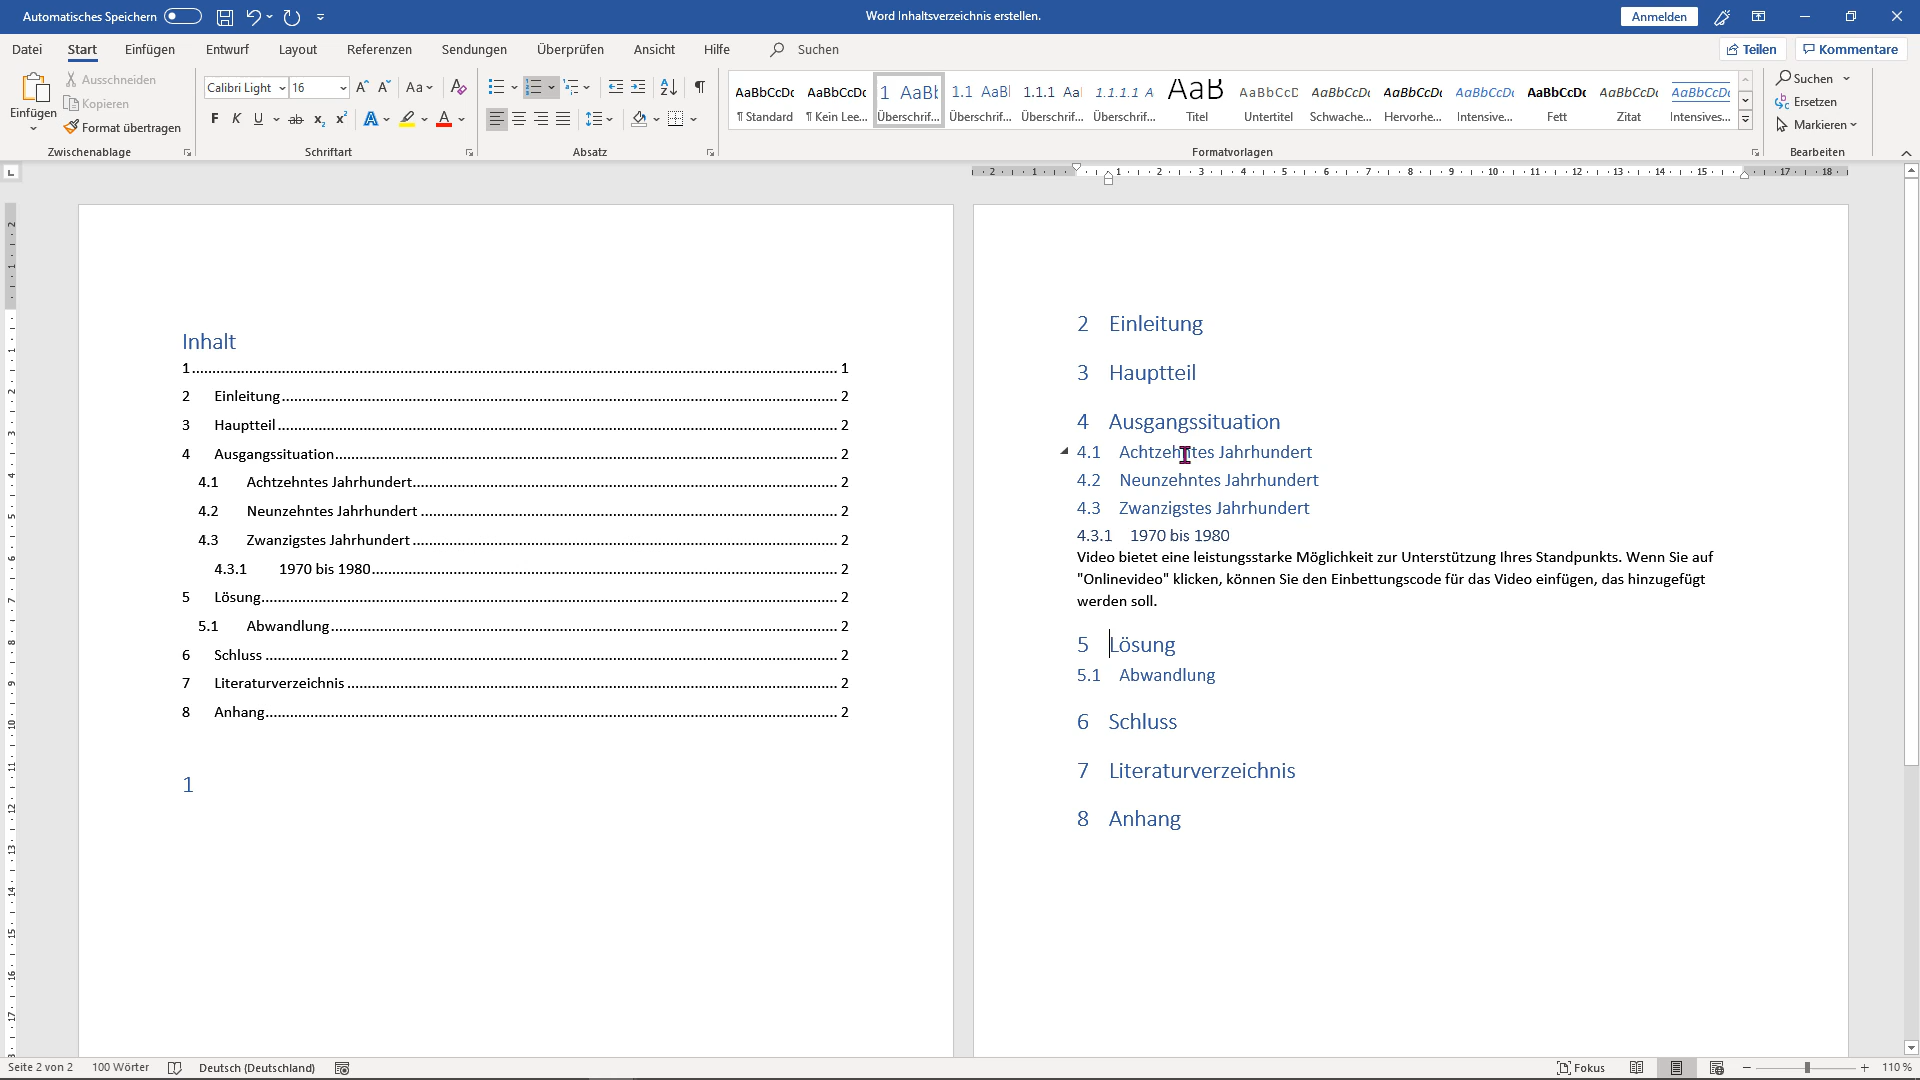 Automatisches Speichern
Word Inhaltsverzeichnis erstellen.
Anmelden
Datei Start Einfügen Entwurf Layout Referenzen Sendungen Überprüfen Ansicht Hilfe Suchen
Teilen Kommentare
Einfügen
Ausschneiden
Kopieren
Format übertragen
Zwischenablage
Calibri Light 16
Schriftart
Absatz
AaBbCcDc AaBbCcDc 1 AaBb 1.1 AaBl 1.1.1 Aal 1.1.1.1 A AaB AaBbCcD AaBbCcDc AaBbCcDc AaBbCcDc AaBbCcDc AaBbCcDc AaBbCcDc
¶ Standard ¶ Kein Lee... Überschrif... Überschrif... Überschrif... Überschrif... Titel Untertitel Schwache... Hervorhe... Intensive... Fett Zitat Intensives...
Formatvorlagen
Suchen
Ersetzen
Markieren
Bearbeiten
Inhalt
1 1
2 Einleitung 2
3 Hauptteil 2
4 Ausgangssituation 2
4.1 Achtzehntes Jahrhundert 2
4.2 Neunzehntes Jahrhundert 2
4.3 Zwanzigstes Jahrhundert 2
4.3.1 1970 bis 1980 2
5 Lösung 2
5.1 Abwandlung 2
6 Schluss 2
7 Literaturverzeichnis 2
8 Anhang 2
1
2 Einleitung
3 Hauptteil
4 Ausgangssituation
4.1 Achtzehntes Jahrhundert
4.2 Neunzehntes Jahrhundert
4.3 Zwanzigstes Jahrhundert
4.3.1 1970 bis 1980
Video bietet eine leistungsstarke Möglichkeit zur Unterstützung Ihres Standpunkts. Wenn Sie auf
"Onlinevideo" klicken, können Sie den Einbettungscode für das Video einfügen, das hinzugefügt
werden soll.
5 Lösung
5.1 Abwandlung
6 Schluss
7 Literaturverzeichnis
8 Anhang
Seite 2 von 2 100 Wörter Deutsch (Deutschland)
Fokus
110 %